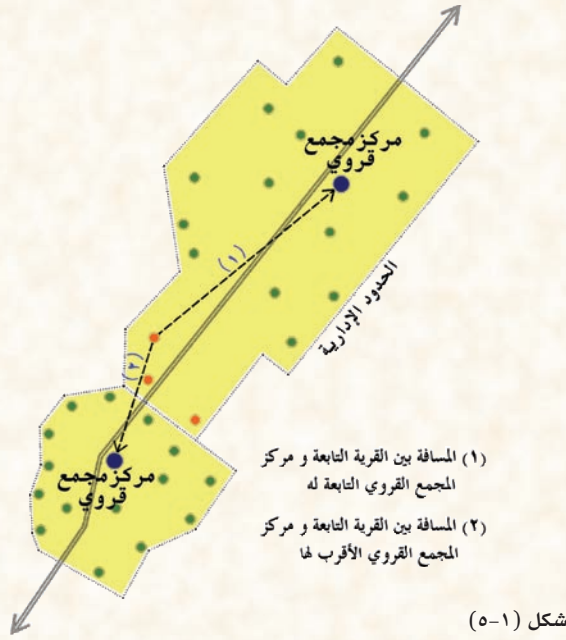 مركز مجمع
قروي
(١)
الحدود الإدارية
(٢)
مركز مجمع
قروي
(١) المسافة بين القرية التابعة و مركز
المجمع القروي التابعة له
(٢) المسافة بين القرية التابعة و مركز
المجمع القروي الأقرب لها
شكل (١-٥)